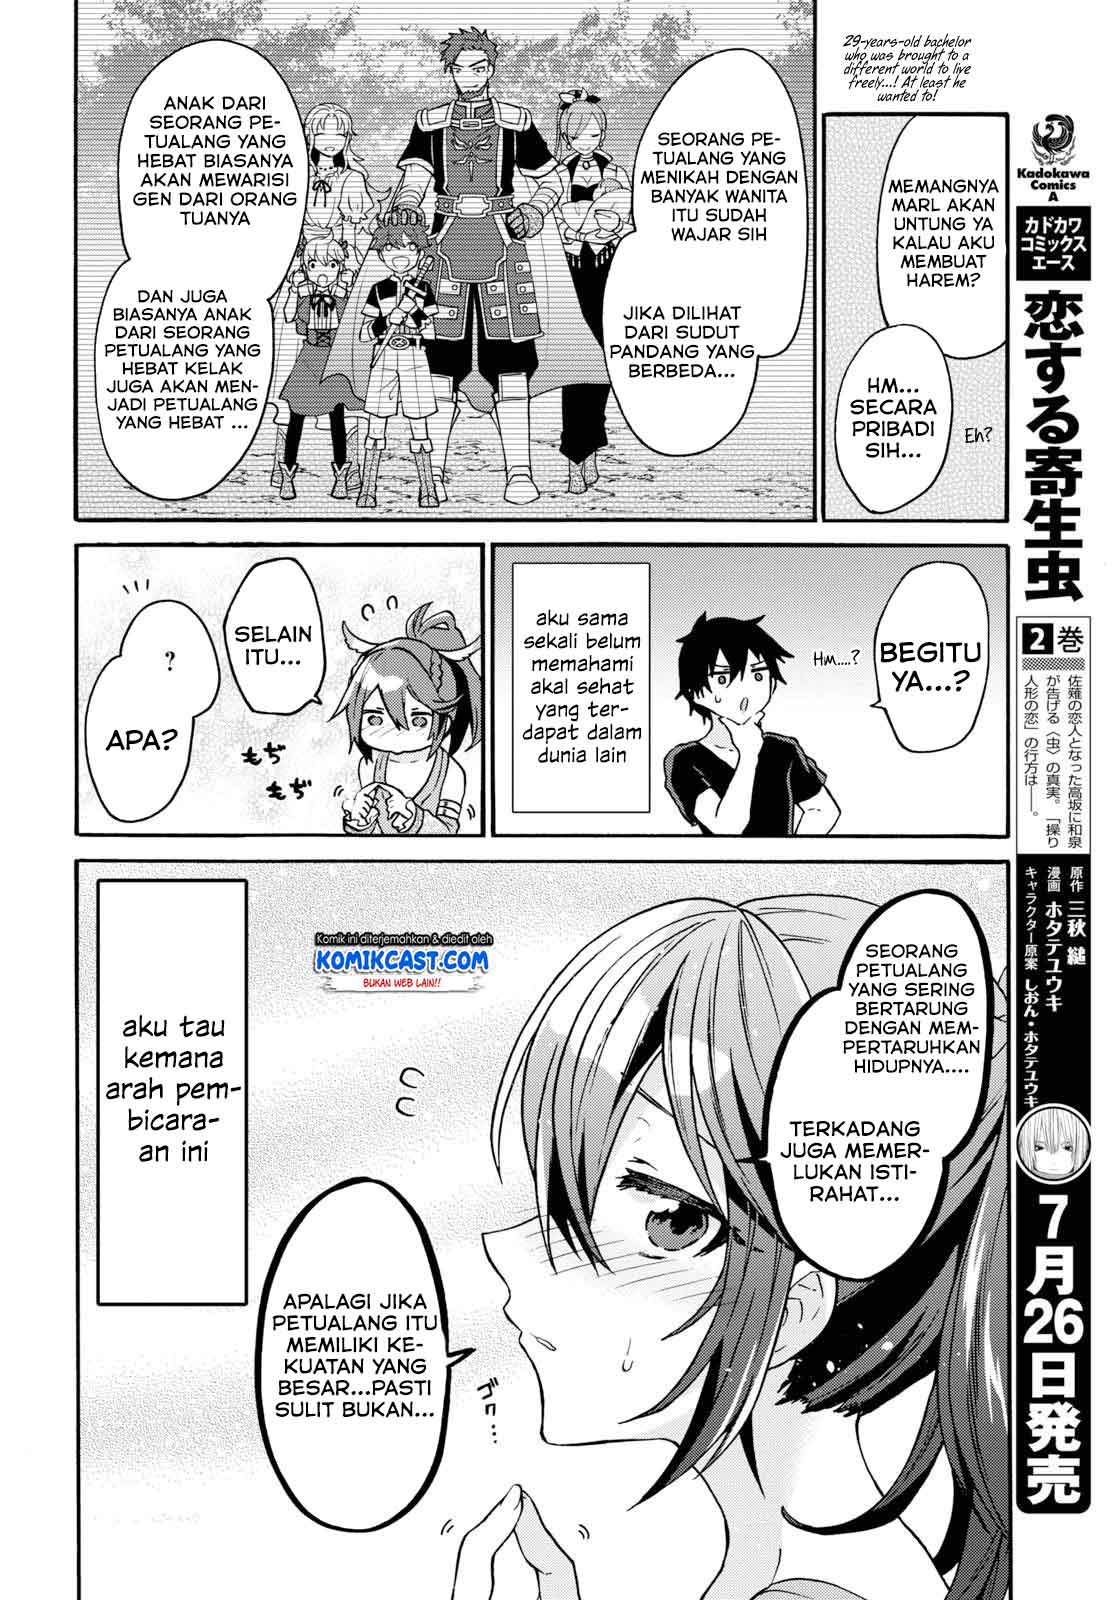 29-years-old bachelor
who was brought to a
different world to live
freely...! At least he
wanted to!
MEMANGNYA
MARL AKAN
UNTUNG YA
KALAU AKU
MEMBUAT
HAREM?
HM...
SECARA
PRIBADI
SIH...
Eh?
SEORANG PE-
TUALANG YANG
MENIKAH DENGAN
BANYAK WANITA
ITU SUDAH
WAJAR SIH
JIKA DILIHAT
DARI SUDUT
PANDANG YANG
BERBEDA...
ANAK DARI
SEORANG PE-
TUALANG YANG
HEBAT BIASANYA
AKAN MEWARISI
GEN DARI ORANG
TUANYA
DAN JUGA
BIASANYA ANAK
DARI SEORANG
PETUALANG YANG
HEBAT KELAK
JUGA AKAN MEN-
JADI PETUALANG
YANG HEBAT ...
BEGITU
YA...?
Hm....?
aku sama
sekali belum
memahami
akal sehat
yang ter-
dapat dalam
dunia lain
SELAIN
ITU...
?
APA?
もぢ
もぢ
SEORANG
PETUALANG
YANG SERING
BERTARUNG
DENGAN MEM-
PERTARUHKAN
HIDUPNYA....
TERKADANG
JUGA MEMER-
LUKAN ISTI-
RAHAT...
APALAGI JIKA
PETUALANG ITU
MEMILIKI KE-
KUATAN YANG
BESAR...PASTI
SULIT BUKAN...
ゴク...
aku tau
kemana
arah pem-
bicara-
an ini
Komik ini diterjemahkan & diedit oleh
KOMIKCAST.COM
BUKAN WEB LAIN!!
Kadokawa
Comics
A
カドカワ
コミックス
エース
恋する寄生虫
2巻
佐薙の恋人となった高坂に和泉
が告げる〈虫〉の真実。「操り
人形の恋」の行方は――。
原作 三秋 縋
漫画 ホタテユウキ
キャラクター原案 しおん・ホタテユウキ
7月26日発売